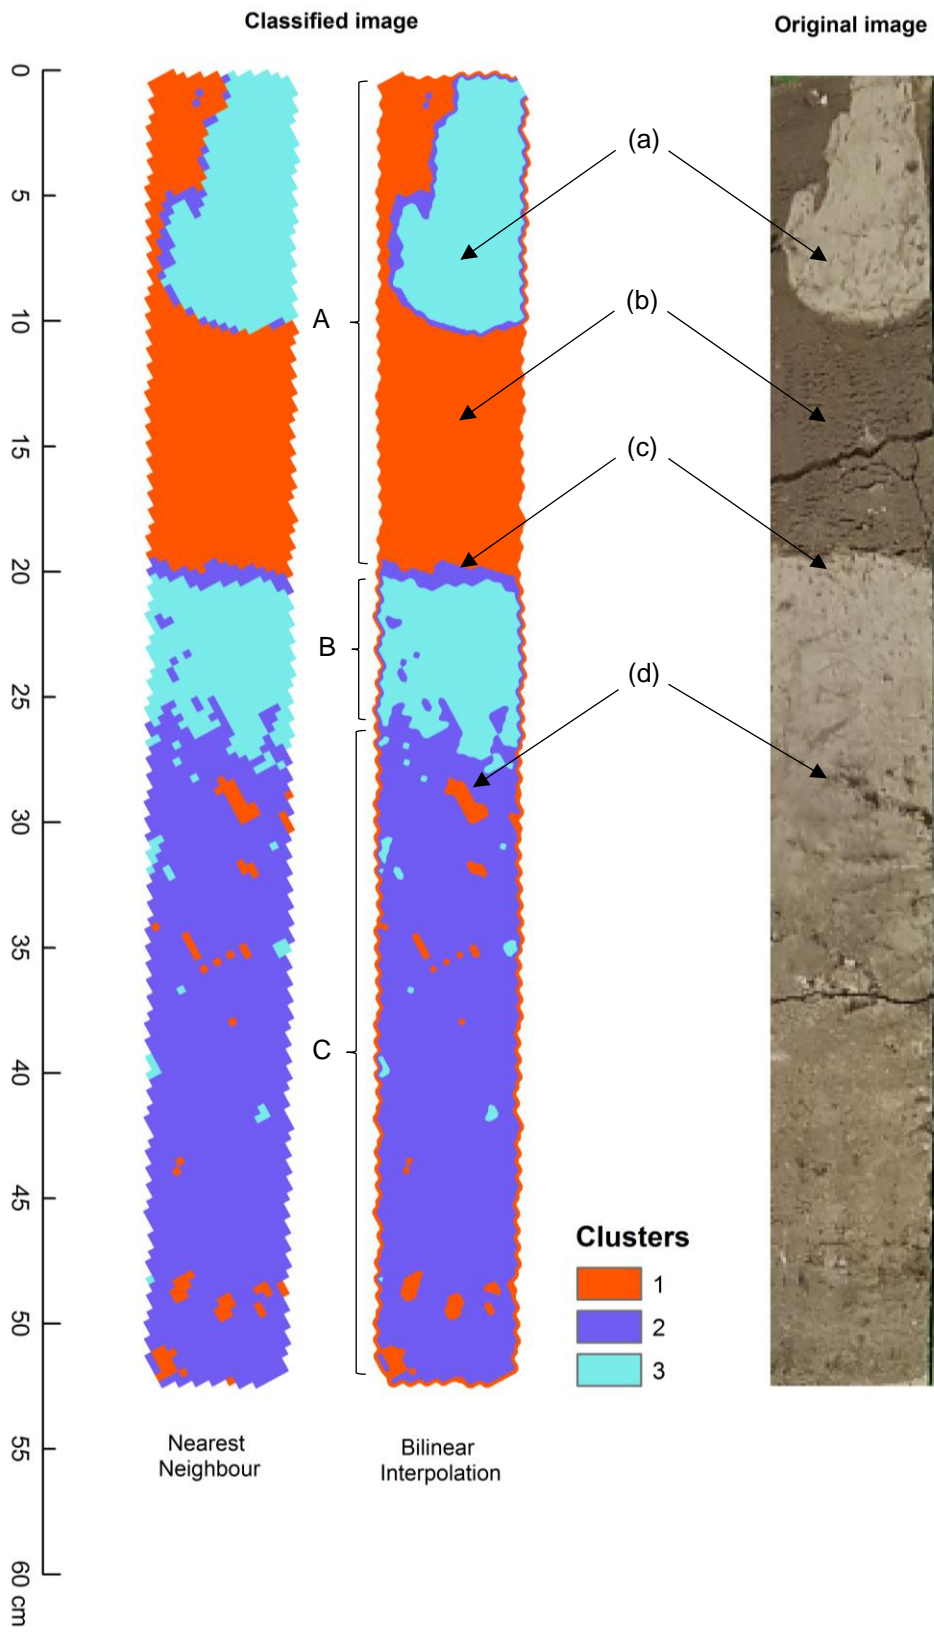 Classified image
Original image
0
5
10
15
20
25
30
35
40
45
50
55
60 cm
A
B
C
(a)
(b)
(c)
(d)
Clusters
1
2
3
Nearest
Neighbour
Bilinear
Interpolation